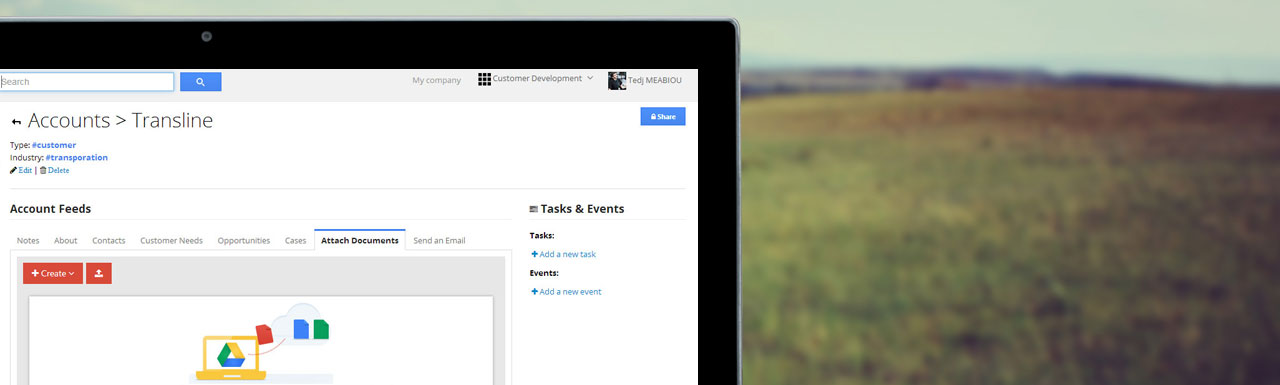 Search
My company
Customer Development
Tedj MEABIOU
Accounts > Transline
Share
Type: #customer
Industry: #transporation
Edit | Delete
Account Feeds
Notes About Contacts Customer Needs Opportunities Cases Attach Documents Send an Email
+ Create
Tasks & Events
Tasks:
+ Add a new task
Events:
+ Add a new event